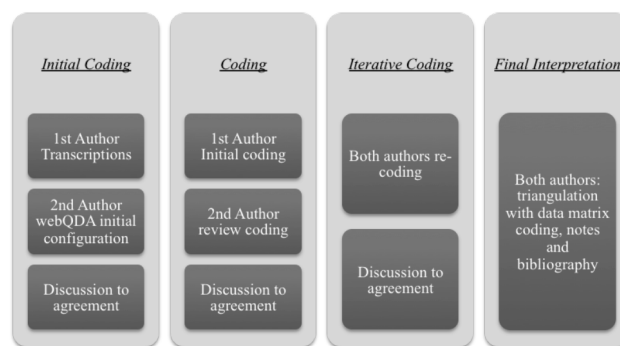 Initial Coding
1st Author
Transcriptions
2nd Author
webQDA initial
configuration
Discussion to
agreement
Coding
1st Author
Initial coding
2nd Author
review coding
Discussion to
agreement
Iterative Coding
Both authors re-
coding
Discussion to
agreement
Final Interpretation
Both authors:
triangulation
with data matrix
coding, notes
and
bibliography